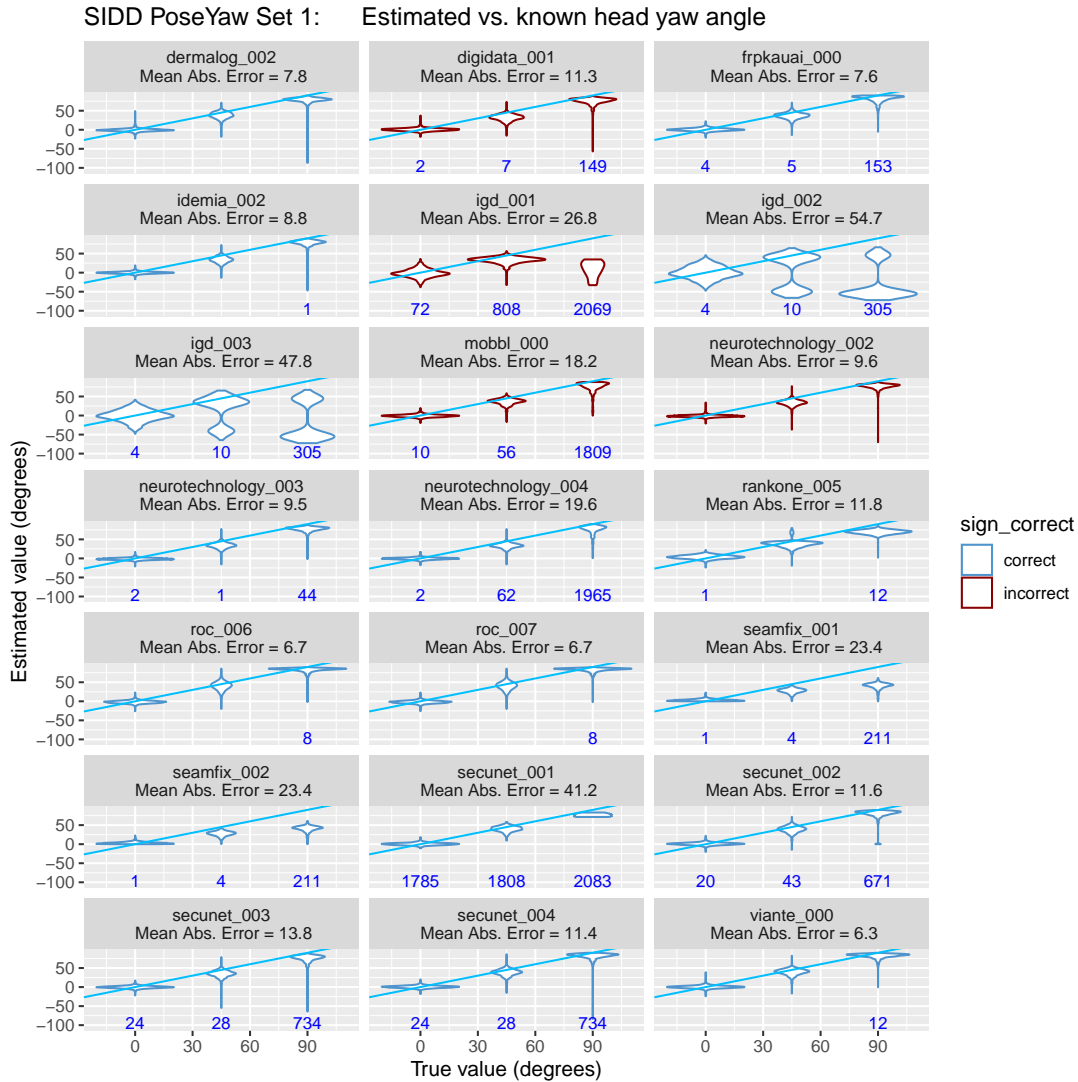 SIDD PoseYaw Set 1: Estimated vs. known head yaw angle
dermalog_002
Mean Abs. Error = 7.8
digidata_001
Mean Abs. Error = 11.3
frpkauai_000
Mean Abs. Error = 7.6
50
0
−50
−100
2 7 149
4 5 153
idemia_002
Mean Abs. Error = 8.8
igd_001
Mean Abs. Error = 26.8
igd_002
Mean Abs. Error = 54.7
50
0
−50
−100
1
72 808 2069
4 10 305
igd_003
Mean Abs. Error = 47.8
mobbl_000
Mean Abs. Error = 18.2
neurotechnology_002
Mean Abs. Error = 9.6
50
0
−50
−100
4 10 305
10 56 1809
neurotechnology_003
Mean Abs. Error = 9.5
neurotechnology_004
Mean Abs. Error = 19.6
rankone_005
Mean Abs. Error = 11.8
50
0
−50
−100
2 1 44
2 62 1965
1 12
roc_006
Mean Abs. Error = 6.7
roc_007
Mean Abs. Error = 6.7
seamfix_001
Mean Abs. Error = 23.4
50
0
−50
−100
8
8
1 4 211
seamfix_002
Mean Abs. Error = 23.4
secunet_001
Mean Abs. Error = 41.2
secunet_002
Mean Abs. Error = 11.6
50
0
−50
−100
1 4 211
1785 1808 2083
20 43 671
secunet_003
Mean Abs. Error = 13.8
secunet_004
Mean Abs. Error = 11.4
viante_000
Mean Abs. Error = 6.3
50
0
−50
−100
24 28 734
24 28 734
12
0 30 60 90
0 30 60 90
0 30 60 90
True value (degrees)
Estimated value (degrees)
sign_correct
correct
incorrect